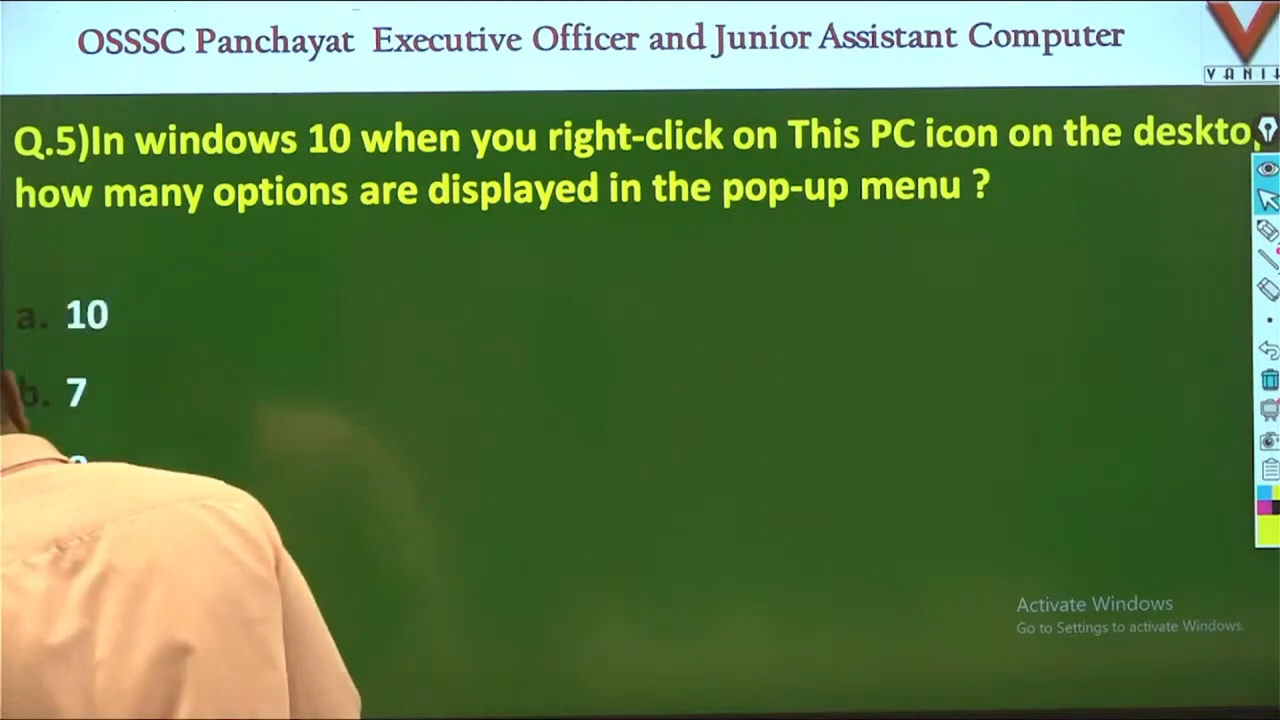 OSSSC Panchayat Executive Officer and Junior Assistant Computer
VANI
Q.5)In windows 10 when you right-click on This PC icon on the deskto
how many options are displayed in the pop-up menu ?
a. 10
b. 7
Activate Windows
Go to Settings to activate Windows.